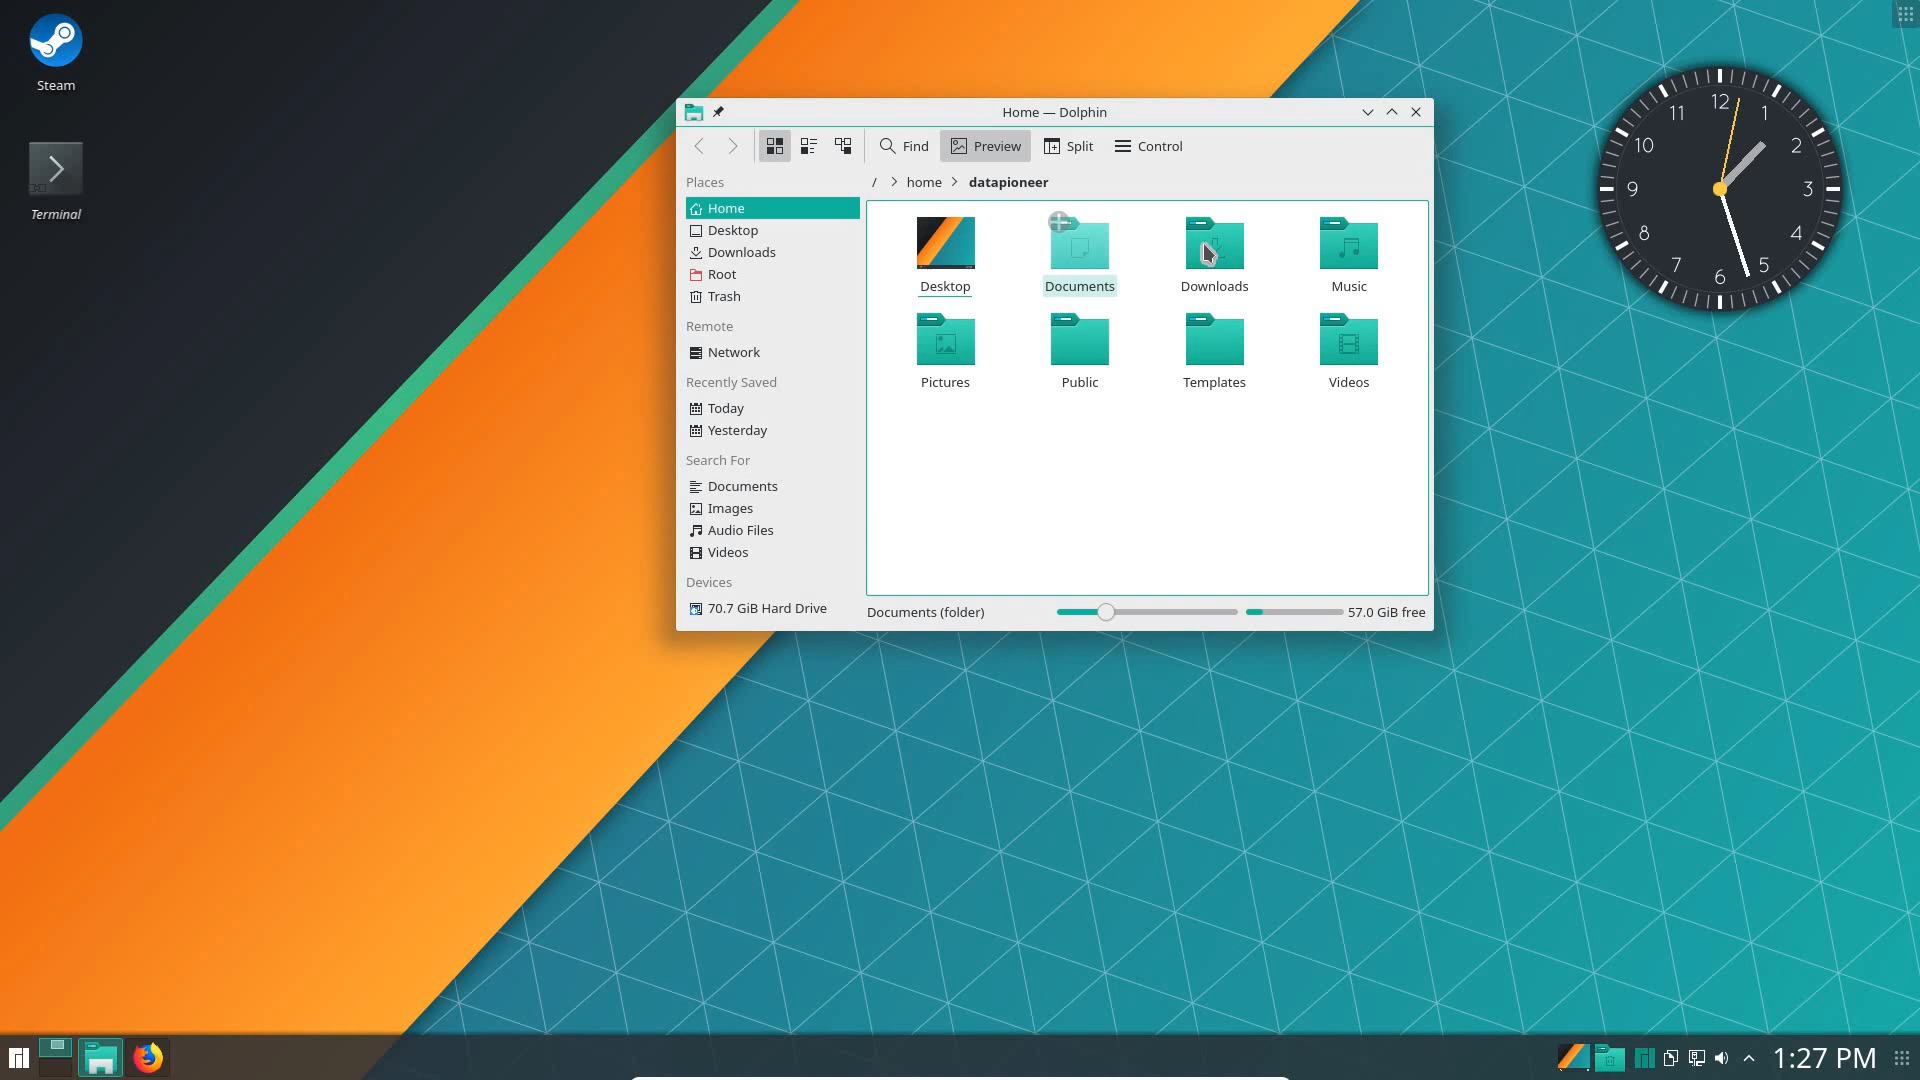 Steam
Terminal
Home — Dolphin
Find
Preview
Split
Control
Places
/ > home > datapioneer
Home
Desktop
Downloads
Root
Trash
Remote
Network
Recently Saved
Today
Yesterday
Search For
Documents
Images
Audio Files
Videos
Devices
70.7 GiB Hard Drive
Desktop
Documents
Downloads
Music
Pictures
Public
Templates
Videos
Documents (folder)
57.0 GiB free
12
1
2
3
4
5
6
7
8
9
10
11
1:27 PM